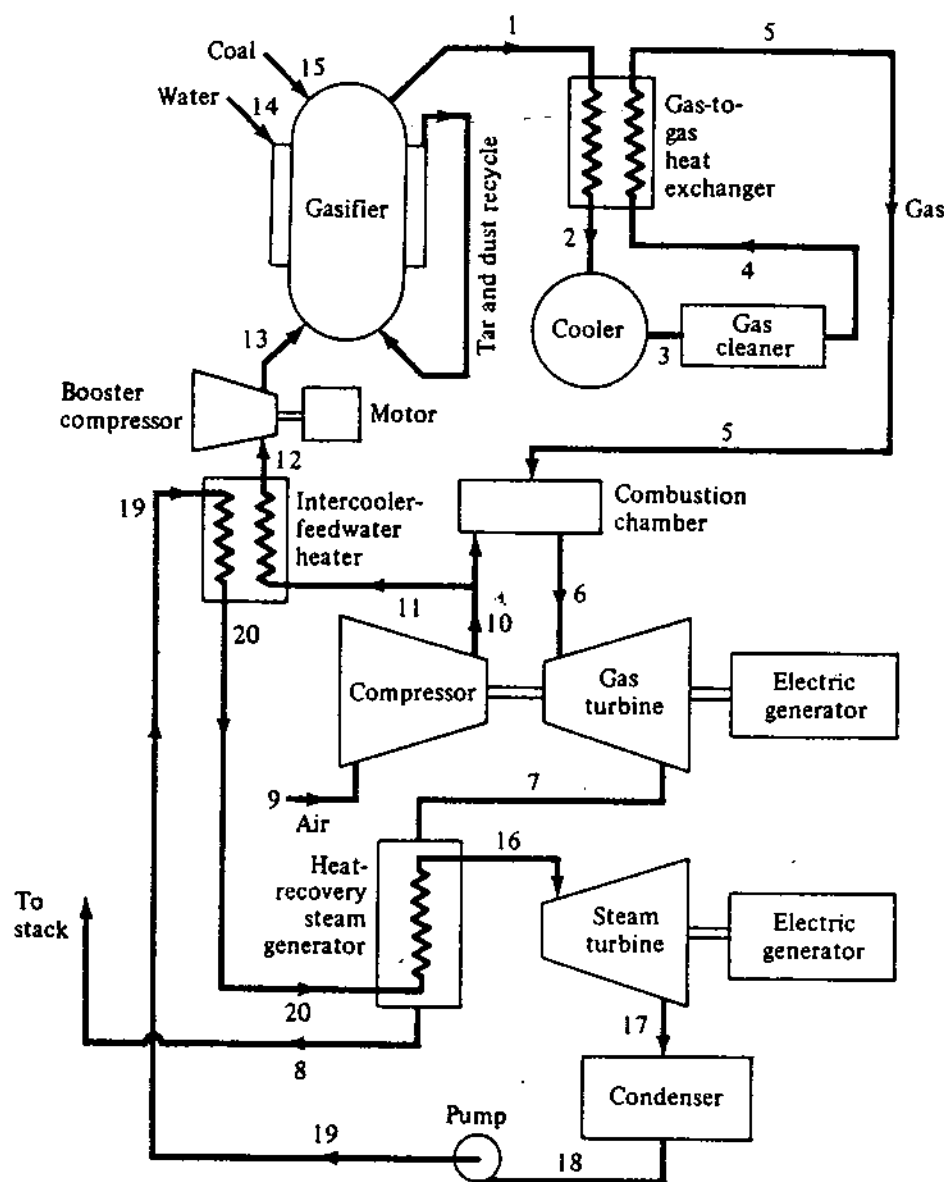 1
5
Coal
15
Water
14
Gas-to-
gas
heat
exchanger
Gasifier
Tar and dust recycle
Gas
2
4
Cooler
Gas
cleaner
3
13
Booster
compressor
Motor
5
12
19
Intercooler-
feedwater
heater
Combustion
chamber
11
10
6
20
Compressor
Gas
turbine
Electric
generator
9
Air
7
16
Heat-
recovery
steam
generator
To
stack
Steam
turbine
Electric
generator
20
17
8
Condenser
Pump
19
18